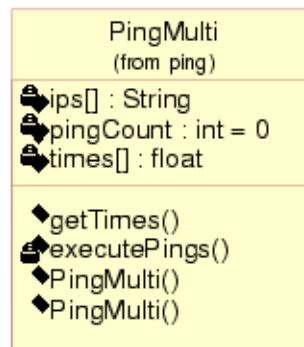 PingMulti
(from ping)
ips[] : String
pingCount : int = 0
times[] : float
getTimes()
executePings()
PingMulti()
PingMulti()